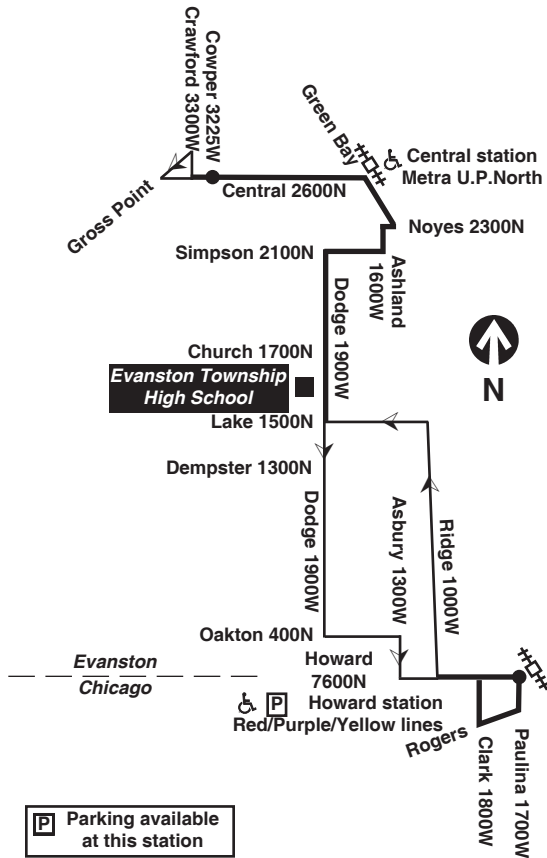 Cowper 3225W
Crawford 3300W
Green Bay
Central station
Metra U.P.North
Central 2600N
Gross Point
Noyes 2300N
Simpson 2100N
Ashland
1600W
Dodge 1900W
N
Church 1700N
Evanston Township
High School
Lake 1500N
Dempster 1300N
Dodge 1900W
Asbury 1300W
Ridge 1000W
Oakton 400N
Evanston
Chicago
Howard
7600N
P Howard station
Red/Purple/Yellow lines
Rogers
Clark 1800W
Paulina 1700W
P Parking available
at this station